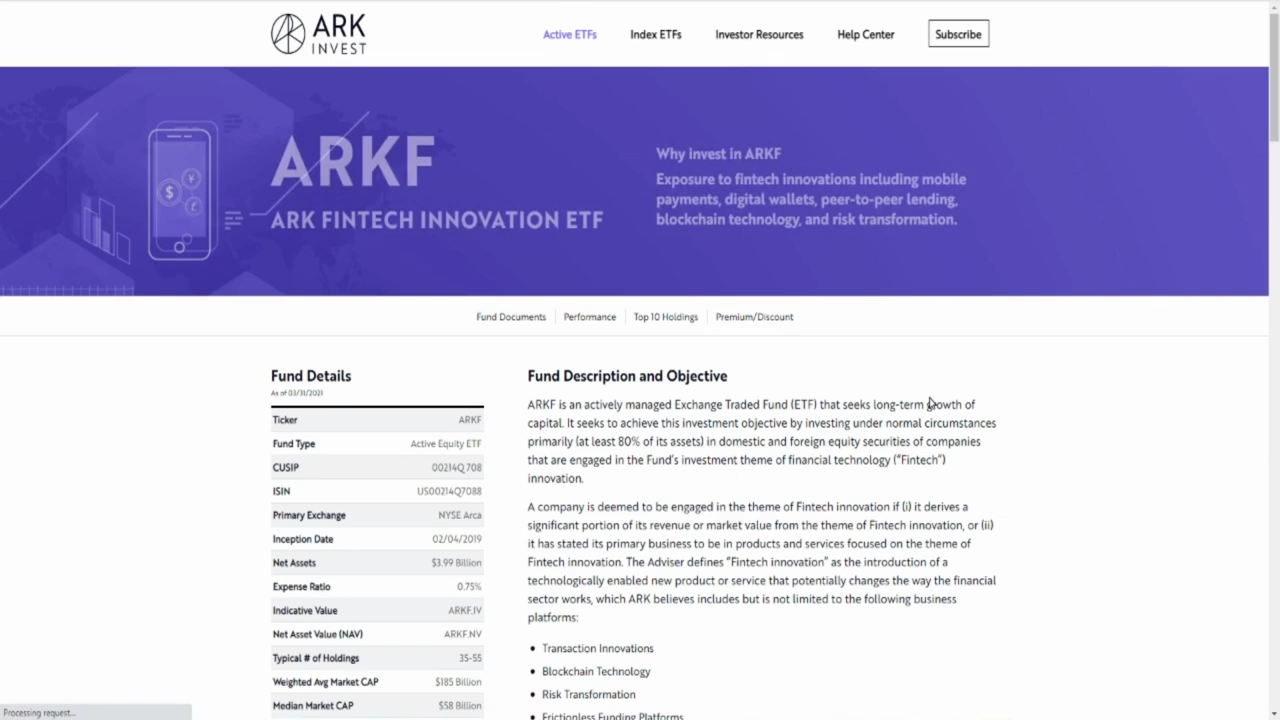 ARK
INVEST
Active ETFs
Index ETFs
Investor Resources
Help Center
Subscribe
ARKF
ARK FINTECH INNOVATION ETF
Why invest in ARKF
Exposure to fintech innovations including mobile
payments, digital wallets, peer-to-peer lending,
blockchain technology, and risk transformation.
Fund Documents
Performance
Top 10 Holdings
Premium/Discount
Fund Details
As of 03/31/2021
Ticker ARKF
Fund Type Active Equity ETF
CUSIP 00214Q 708
ISIN US00214Q7088
Primary Exchange NYSE Arca
Inception Date 02/04/2019
Net Assets $3.99 Billion
Expense Ratio 0.75%
Indicative Value ARKF.IV
Net Asset Value (NAV) ARKF.NV
Typical # of Holdings 35-55
Weighted Avg Market CAP $185 Billion
Median Market CAP $58 Billion
Fund Description and Objective
ARKF is an actively managed Exchange Traded Fund (ETF) that seeks long-term growth of
capital. It seeks to achieve this investment objective by investing under normal circumstances
primarily (at least 80% of its assets) in domestic and foreign equity securities of companies
that are engaged in the Fund's investment theme of financial technology (“Fintech”)
innovation.
A company is deemed to be engaged in the theme of Fintech innovation if (i) it derives a
significant portion of its revenue or market value from the theme of Fintech innovation, or (ii)
it has stated its primary business to be in products and services focused on the theme of
Fintech innovation. The Adviser defines “Fintech innovation” as the introduction of a
technologically enabled new product or service that potentially changes the way the financial
sector works, which ARK believes includes but is not limited to the following business
platforms:
• Transaction Innovations
• Blockchain Technology
• Risk Transformation
• Frictionless Funding Platforms
Processing request...